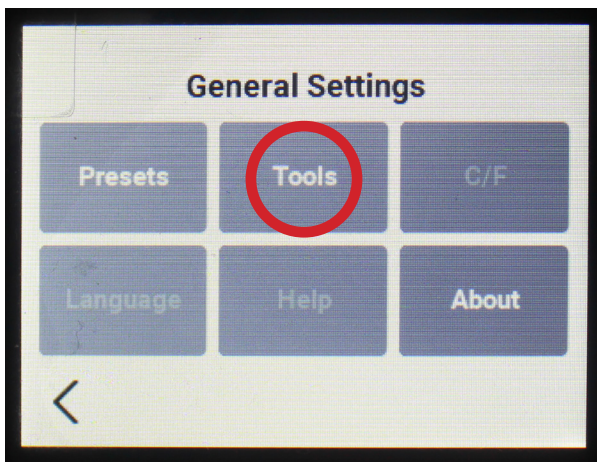 General Settings
Presets
Tools
C/F
Language
Help
About